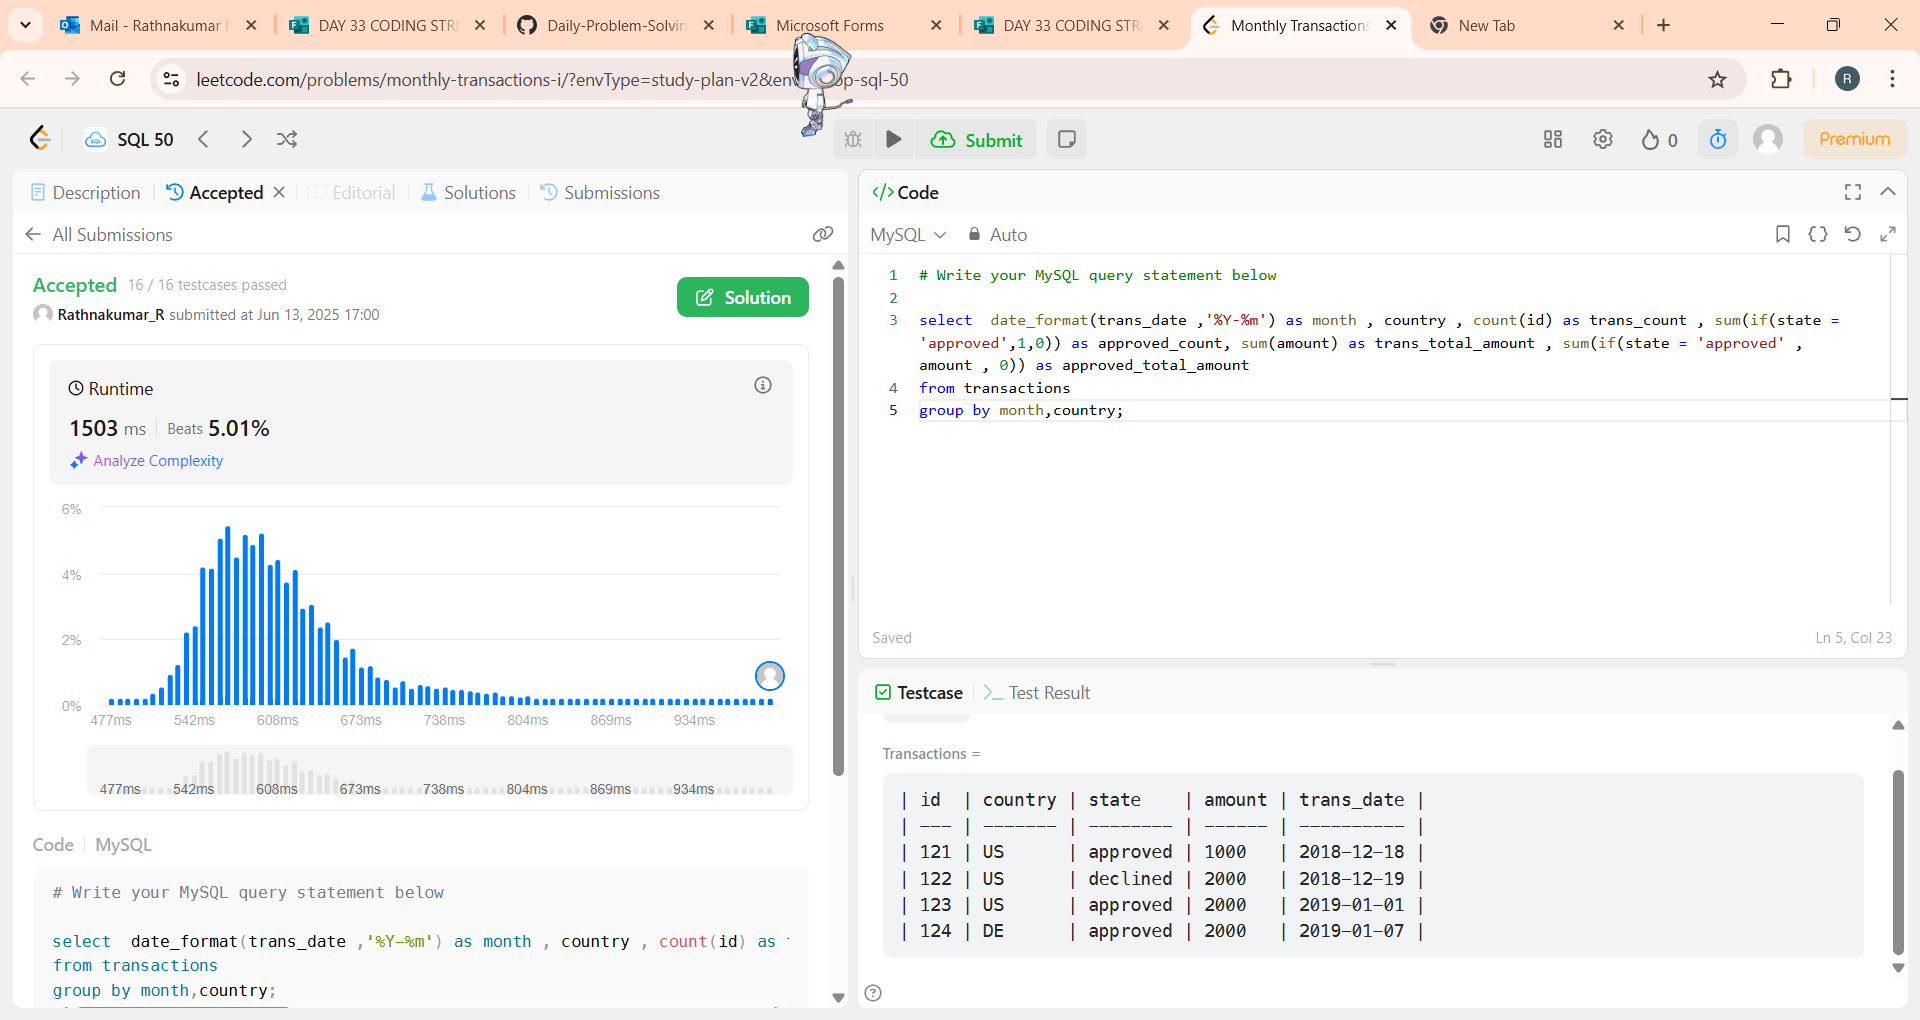 Mail - Rathnakumar
DAY 33 CODING STR
Daily-Problem-Solvin
Microsoft Forms
DAY 33 CODING STR
Monthly Transactions
New Tab
leetcode.com/problems/monthly-transactions-i/?envType=study-plan-v2&en op-sql-50
R
SQL 50
Submit
0
Premium
Description
Accepted
Editorial
Solutions
Submissions
All Submissions
Accepted 16 / 16 testcases passed
Rathnakumar_R submitted at Jun 13, 2025 17:00
Solution
Runtime
1503 ms Beats 5.01%
Analyze Complexity
6%
4%
2%
0%
477ms 542ms 608ms 673ms 738ms 804ms 869ms 934ms
477ms 542ms 608ms 673ms 738ms 804ms 869ms 934ms
Code MySQL
# Write your MySQL query statement below
select date_format(trans_date ,'%Y-%m') as month , country , count(id) as
from transactions
group by month,country;
</> Code
MySQL Auto
1 # Write your MySQL query statement below
2
3 select date_format(trans_date ,'%Y-%m') as month , country , count(id) as trans_count , sum(if(state =
'approved',1,0)) as approved_count, sum(amount) as trans_total_amount , sum(if(state = 'approved' ,
amount , 0)) as approved_total_amount
4 from transactions
5 group by month,country;
Saved
Ln 5, Col 23
Testcase
Test Result
Transactions =
| id | country | state | amount | trans_date |
| --- | ------- | -------- | ------ | ---------- |
| 121 | US | approved | 1000 | 2018-12-18 |
| 122 | US | declined | 2000 | 2018-12-19 |
| 123 | US | approved | 2000 | 2019-01-01 |
| 124 | DE | approved | 2000 | 2019-01-07 |